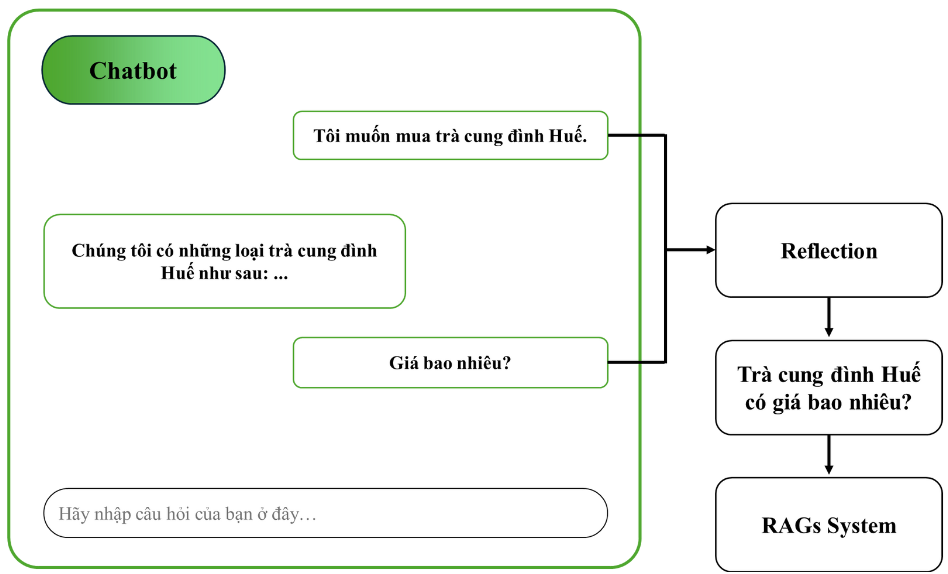 Chatbot
Tôi muốn mua trà cung đình Huế.
Chúng tôi có những loại trà cung đình
Huế như sau: ...
Giá bao nhiêu?
Hãy nhập câu hỏi của bạn ở đây…
Reflection
Trà cung đình Huế
có giá bao nhiêu?
RAGs System